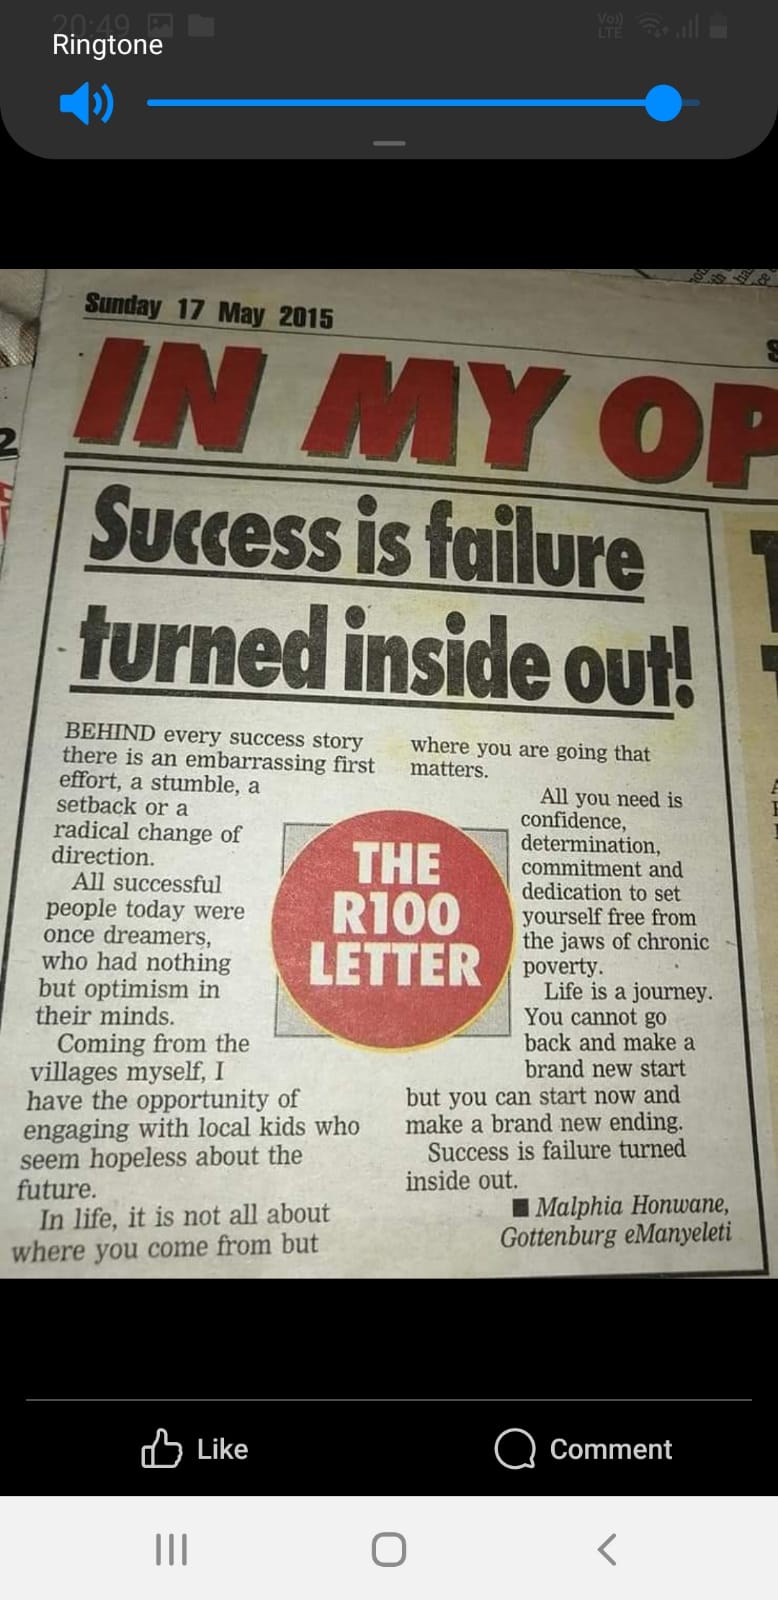 20:49
Vo))
LTE
Ringtone
Sunday 17 May 2015
IN MY OP
Success is failure
turned inside out!
BEHIND every success story
there is an embarrassing first
effort, a stumble, a
setback or a
radical change of
direction.
All successful
people today were
once dreamers,
who had nothing
but optimism in
their minds.
Coming from the
villages myself, I
have the opportunity of
engaging with local kids who
seem hopeless about the
future.
In life, it is not all about
where you come from but
THE
R100
LETTER
where you are going that
matters.
All you need is
confidence,
determination,
commitment and
dedication to set
yourself free from
the jaws of chronic
poverty.
Life is a journey.
You cannot go
back and make a
brand new start
but you can start now and
make a brand new ending.
Success is failure turned
inside out.
■ Malphia Honwane,
Gottenburg eManyeleti
Like
Comment